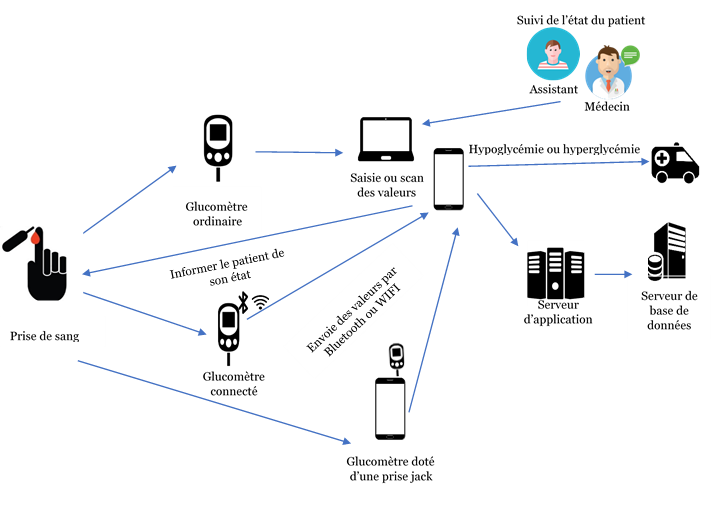 Suivi de l'état du patient
Assistant
Médecin
Hypoglycémie ou hyperglycémie
Saisie ou scan
des valeurs
Glucomètre
ordinaire
Informer le patient de
son état
Envoie des valeurs par
Bluetooth ou WIFI
Prise de sang
Glucomètre
connecté
Serveur
d'application
Serveur de
base de
données
Glucomètre doté
d'une prise jack